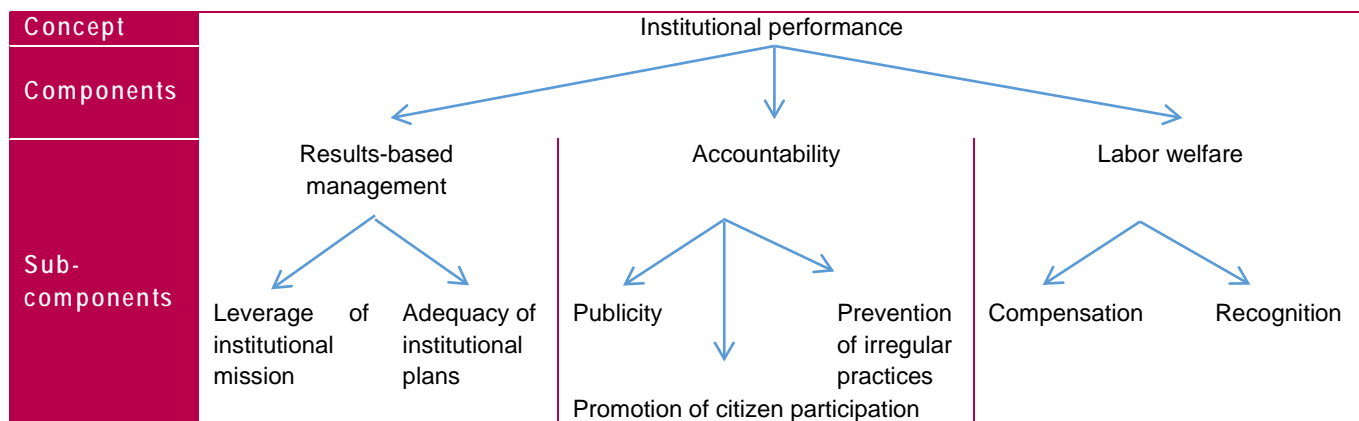 Concept
Institutional performance
Components
Results-based
management
Accountability
Labor welfare
Sub-
components
Leverage of
institutional
mission
Adequacy of
institutional
plans
Publicity
Promotion of citizen participation
Prevention
of irregular
practices
Compensation
Recognition